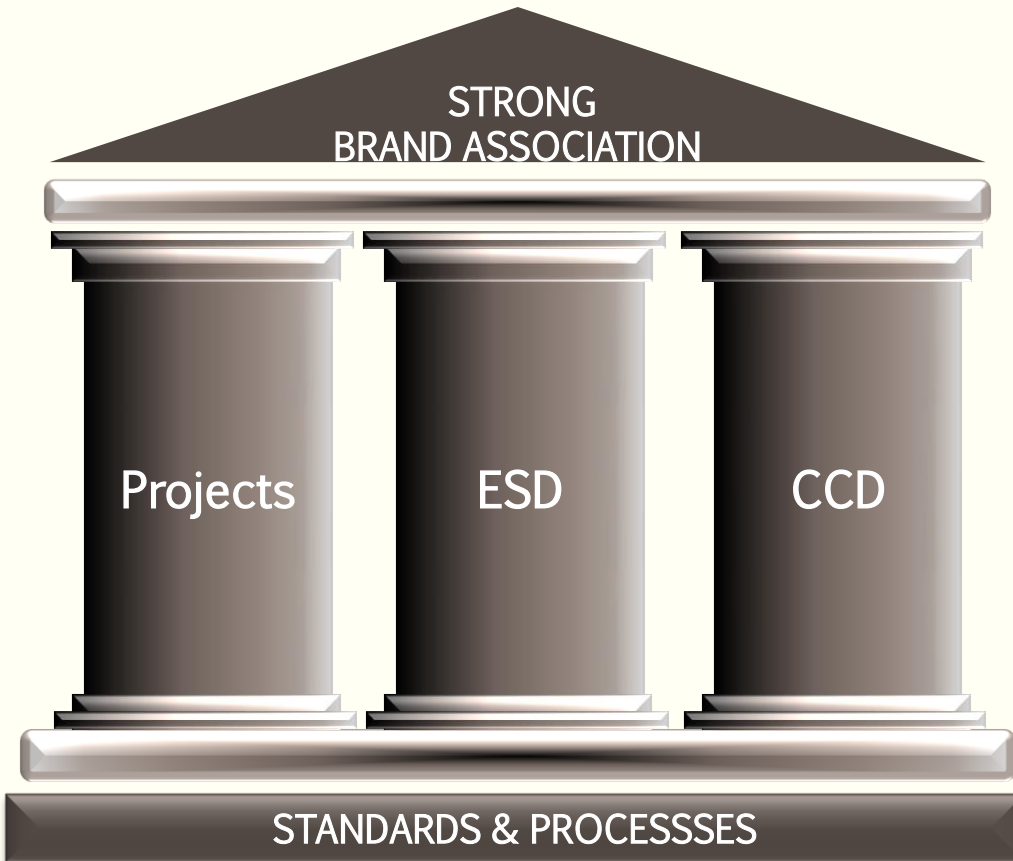 STRONG
BRAND ASSOCIATION
Projects
ESD
CCD
STANDARDS & PROCESSSES